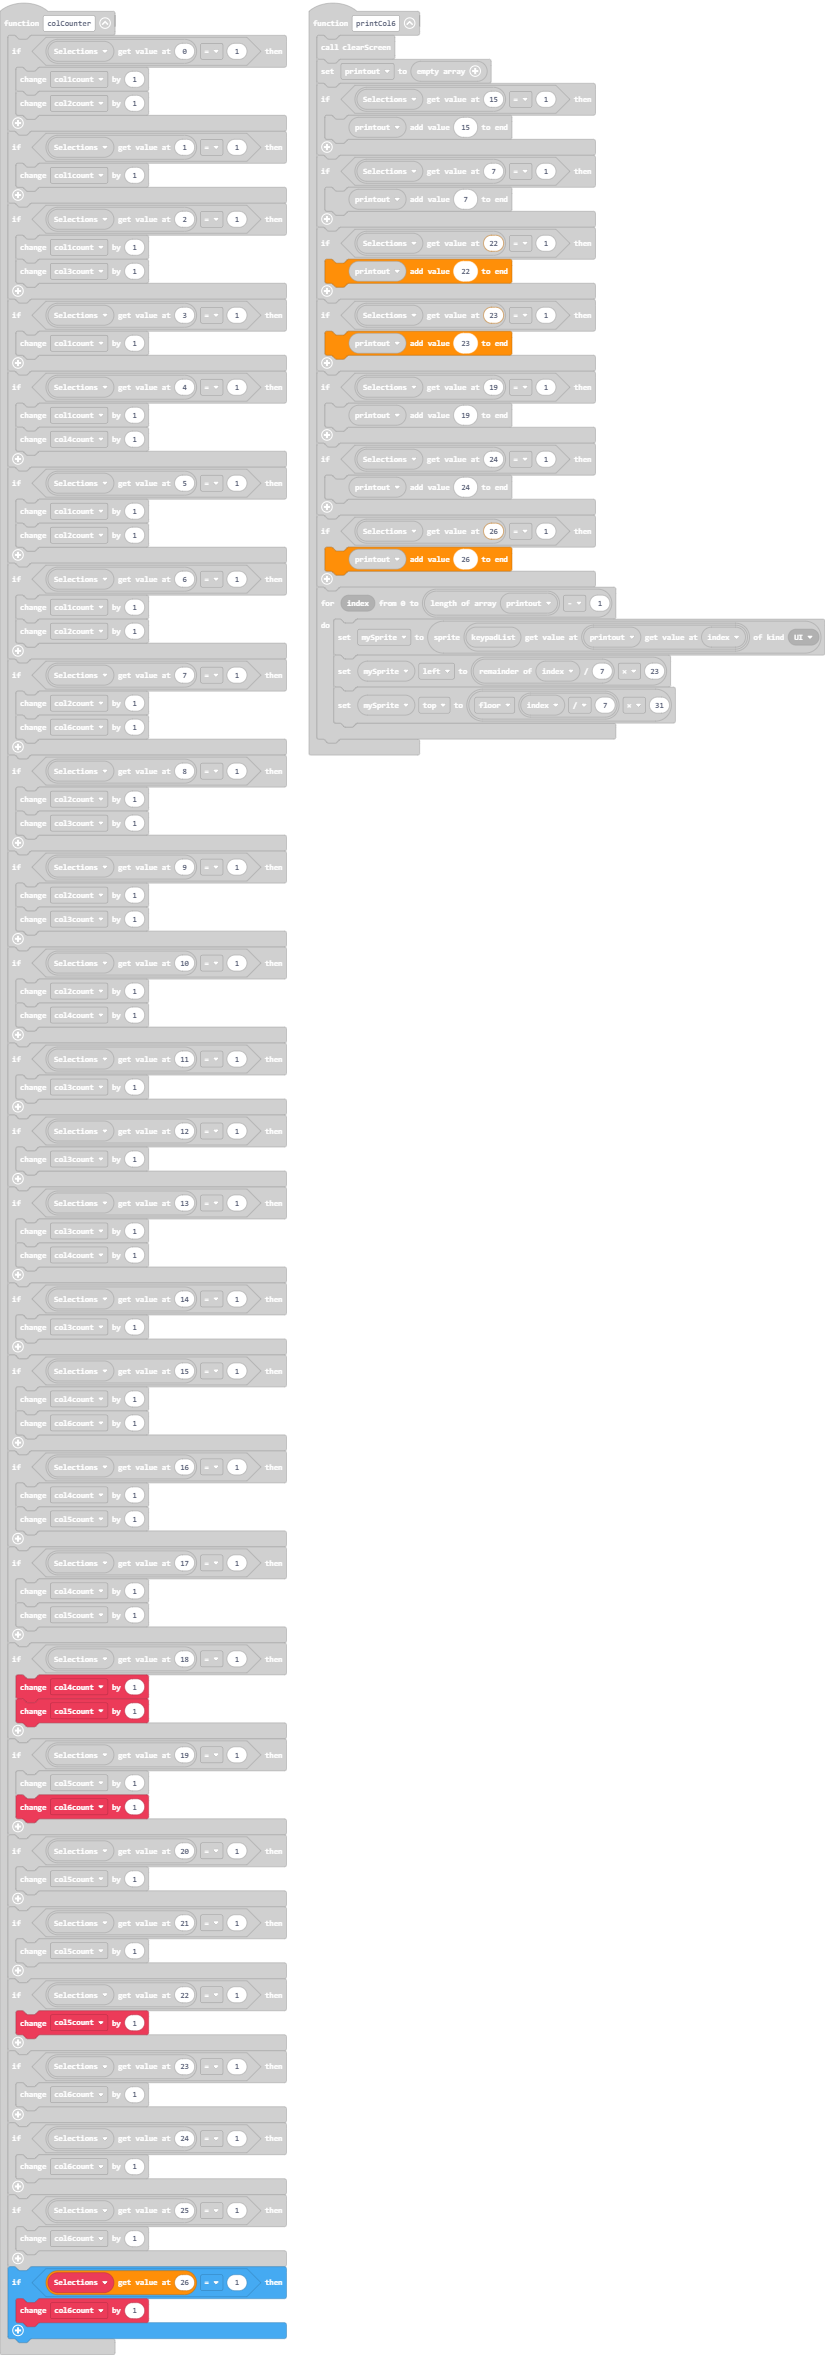 function colCounter
if Selections get value at 0 = 1 then
change col1count by 1
change col2count by 1
if Selections get value at 1 = 1 then
change col1count by 1
if Selections get value at 2 = 1 then
change col1count by 1
change col3count by 1
if Selections get value at 3 = 1 then
change col1count by 1
if Selections get value at 4 = 1 then
change col1count by 1
change col4count by 1
if Selections get value at 5 = 1 then
change col1count by 1
change col2count by 1
if Selections get value at 6 = 1 then
change col1count by 1
change col2count by 1
if Selections get value at 7 = 1 then
change col2count by 1
change col6count by 1
if Selections get value at 8 = 1 then
change col2count by 1
change col3count by 1
if Selections get value at 9 = 1 then
change col2count by 1
change col3count by 1
if Selections get value at 10 = 1 then
change col2count by 1
change col4count by 1
if Selections get value at 11 = 1 then
change col3count by 1
if Selections get value at 12 = 1 then
change col3count by 1
if Selections get value at 13 = 1 then
change col3count by 1
change col4count by 1
if Selections get value at 14 = 1 then
change col3count by 1
if Selections get value at 15 = 1 then
change col4count by 1
change col6count by 1
if Selections get value at 16 = 1 then
change col4count by 1
change col5count by 1
if Selections get value at 17 = 1 then
change col4count by 1
change col5count by 1
if Selections get value at 18 = 1 then
change col4count by 1
change col5count by 1
if Selections get value at 19 = 1 then
change col5count by 1
change col6count by 1
if Selections get value at 20 = 1 then
change col5count by 1
if Selections get value at 21 = 1 then
change col5count by 1
if Selections get value at 22 = 1 then
change col5count by 1
if Selections get value at 23 = 1 then
change col6count by 1
if Selections get value at 24 = 1 then
change col6count by 1
if Selections get value at 25 = 1 then
change col6count by 1
if Selections get value at 26 = 1 then
change col6count by 1
function printCol6
call clearScreen
set printout to empty array
if Selections get value at 15 = 1 then
printout add value 15 to end
if Selections get value at 7 = 1 then
printout add value 7 to end
if Selections get value at 22 = 1 then
printout add value 22 to end
if Selections get value at 23 = 1 then
printout add value 23 to end
if Selections get value at 19 = 1 then
printout add value 19 to end
if Selections get value at 24 = 1 then
printout add value 24 to end
if Selections get value at 26 = 1 then
printout add value 26 to end
for index from 0 to length of array printout - 1
do
set mySprite to sprite keypadList get value at printout get value at index of kind UI
set mySprite left to remainder of index / 7 × 23
set mySprite top to floor index / 7 × 31